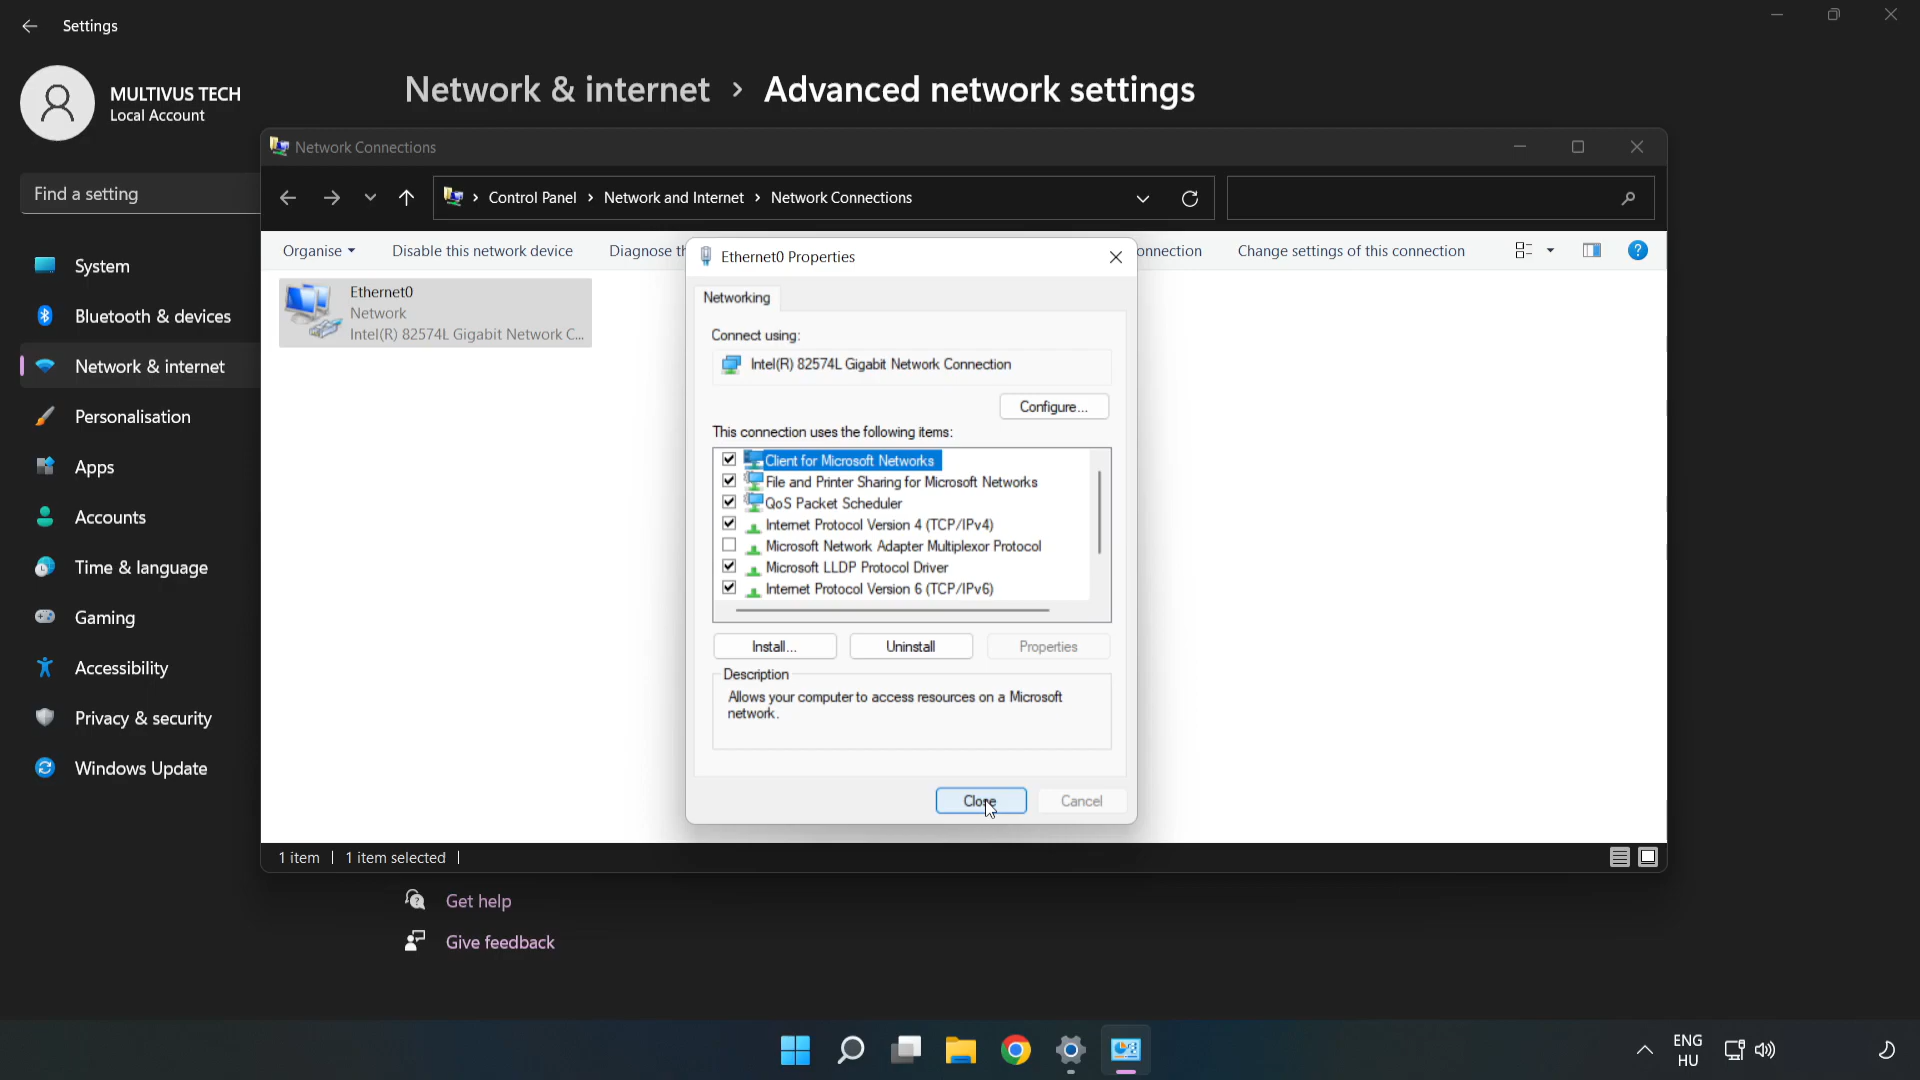 Settings
MULTIVUS TECH
Local Account
Network & internet > Advanced network settings
Find a setting
System
Bluetooth & devices
Network & internet
Personalisation
Apps
Accounts
Time & language
Gaming
Accessibility
Privacy & security
Windows Update
Network Connections
Control Panel > Network and Internet > Network Connections
Organise Disable this network device Diagnose th onnection Change settings of this connection
Ethernet0
Network
Intel(R) 82574L Gigabit Network C...
Ethernet0 Properties
Networking
Connect using:
Intel(R) 82574L Gigabit Network Connection
Configure...
This connection uses the following items:
Client for Microsoft Networks
File and Printer Sharing for Microsoft Networks
QoS Packet Scheduler
Internet Protocol Version 4 (TCP/IPv4)
Microsoft Network Adapter Multiplexor Protocol
Microsoft LLDP Protocol Driver
Internet Protocol Version 6 (TCP/IPv6)
Install... Uninstall Properties
Description
Allows your computer to access resources on a Microsoft
network.
Close Cancel
1 item 1 item selected
Get help
Give feedback
ENG
HU